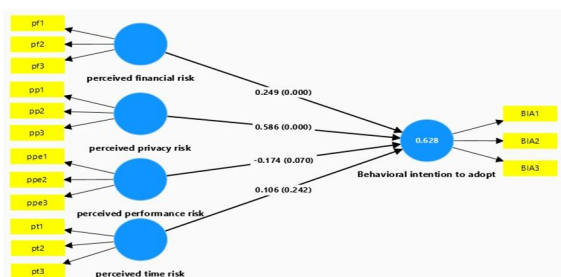 pf1
pf2
pf3
perceived financial risk
0.249 (0.000)
pp1
pp2
pp3
perceived privacy risk
0.586 (0.000)
BIA1
BIA2
BIA3
0.628
Behavioral intention to adopt
ppe1
ppe2
ppe3
perceived performance risk
-0.174 (0.070)
0.106 (0.242)
pt1
pt2
pt3
perceived time risk